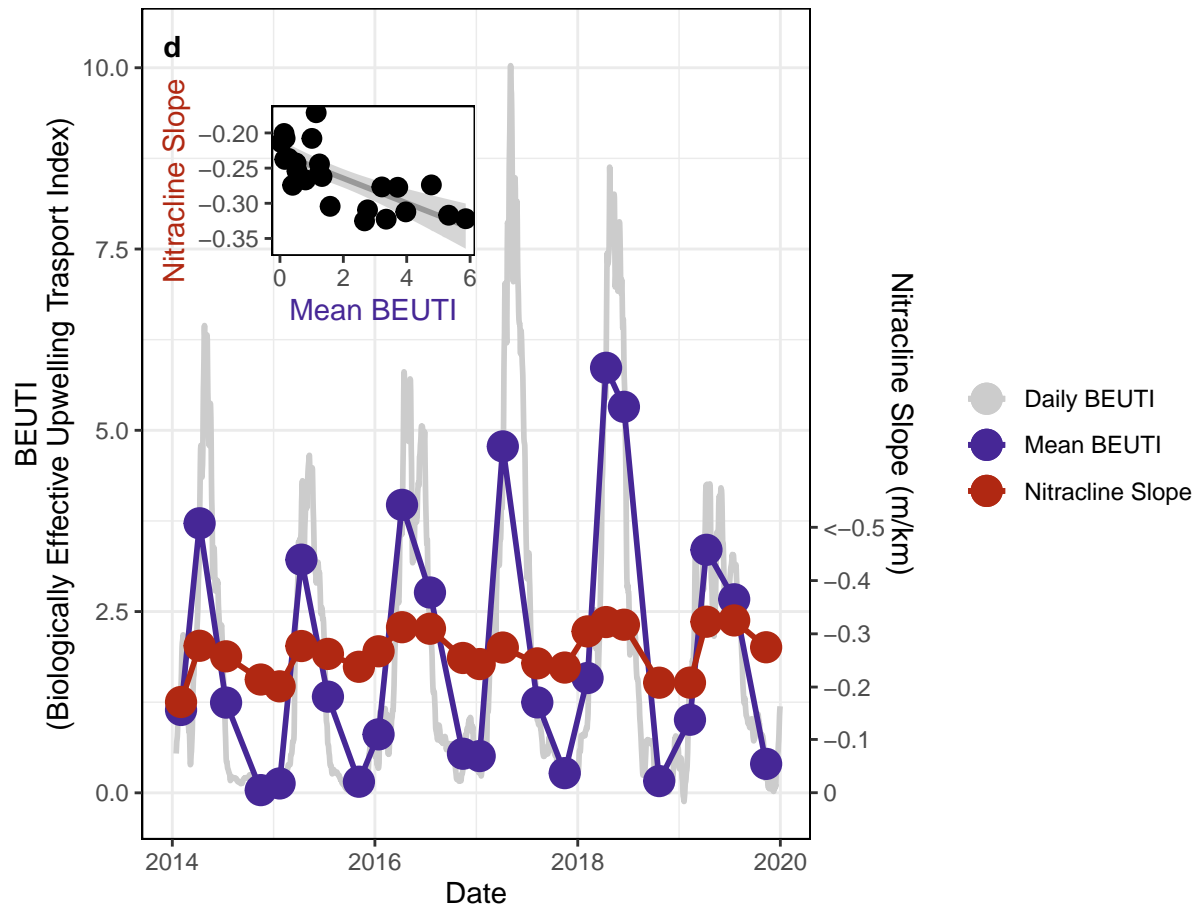 d
BEUTI
(Biologically Effective Upwelling Trasport Index)
10.0
7.5
5.0
2.5
0.0
Nitracline Slope
−0.20
−0.25
−0.30
−0.35
0 2 4 6
Mean BEUTI
Nitracline Slope (m/km)
<−0.5
−0.4
−0.3
−0.2
−0.1
0
2014 2016 2018 2020
Date
Daily BEUTI
Mean BEUTI
Nitracline Slope